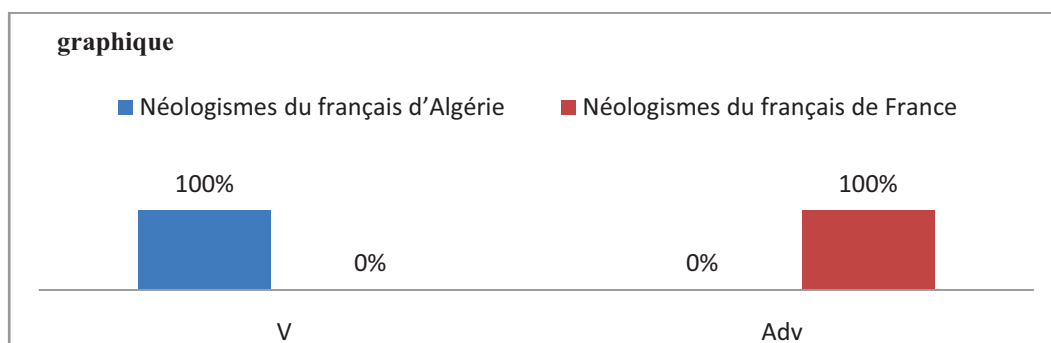 graphique
Néologismes du français d’Algérie Néologismes du français de France
100% 0% 0% 100%
V Adv